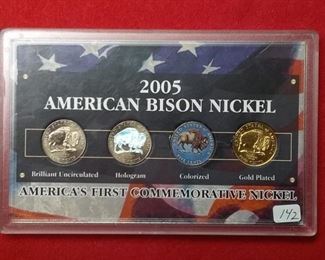 2005
AMERICAN BISON NICKEL
Brilliant Uncirculated Hologram Colorized Gold Plated
AMERICA'S FIRST COMMEMORATIVE NICKEL
142